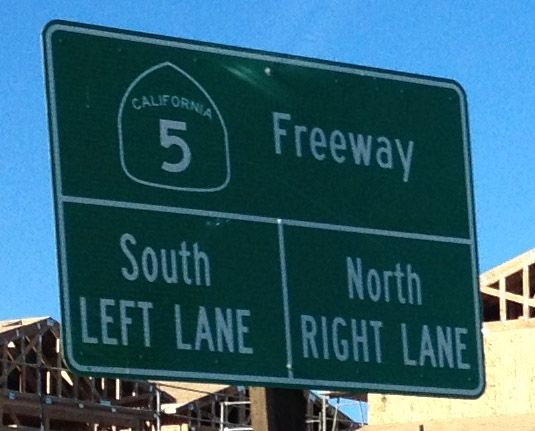 CALIFORNIA
5
Freeway
South
LEFT LANE
North
RIGHT LANE